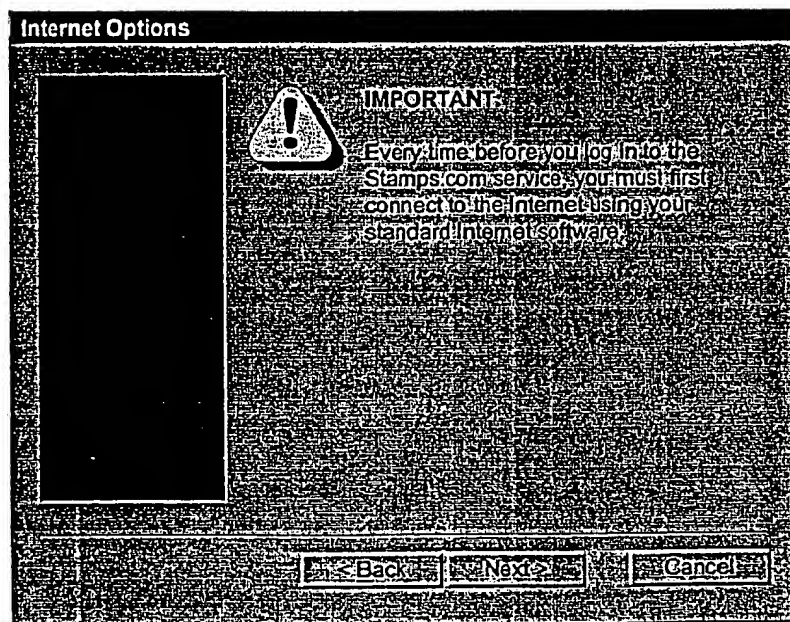 Internet Options
IMPORTANT:
Every time before you log in to the
Stamps.com service, you must first
connect to the Internet using your
standard Internet software.
< Back
Next >
Cancel